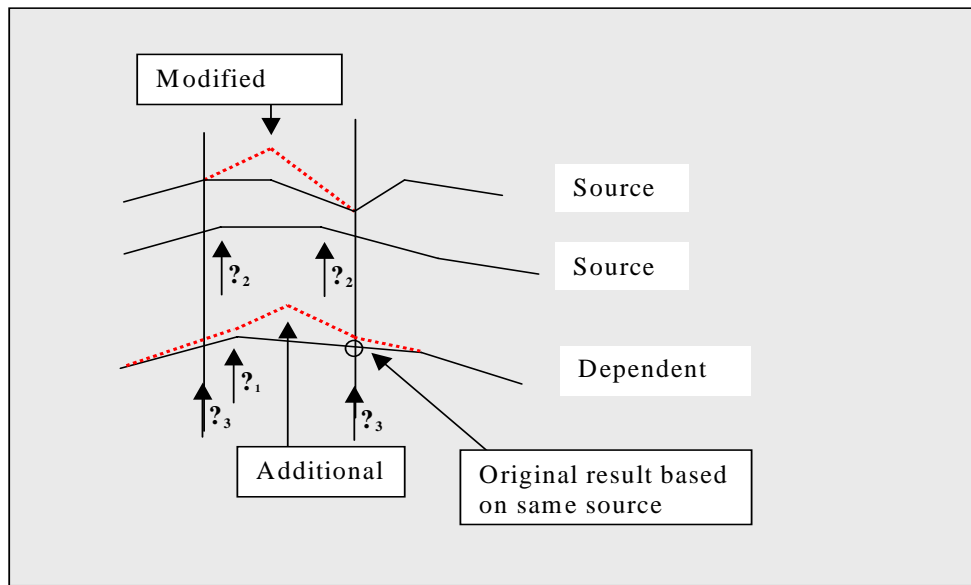 Modified
Source
Source
?₂
?₂
Dependent
?₁
?₃
?₃
Additional
Original result based
on same source